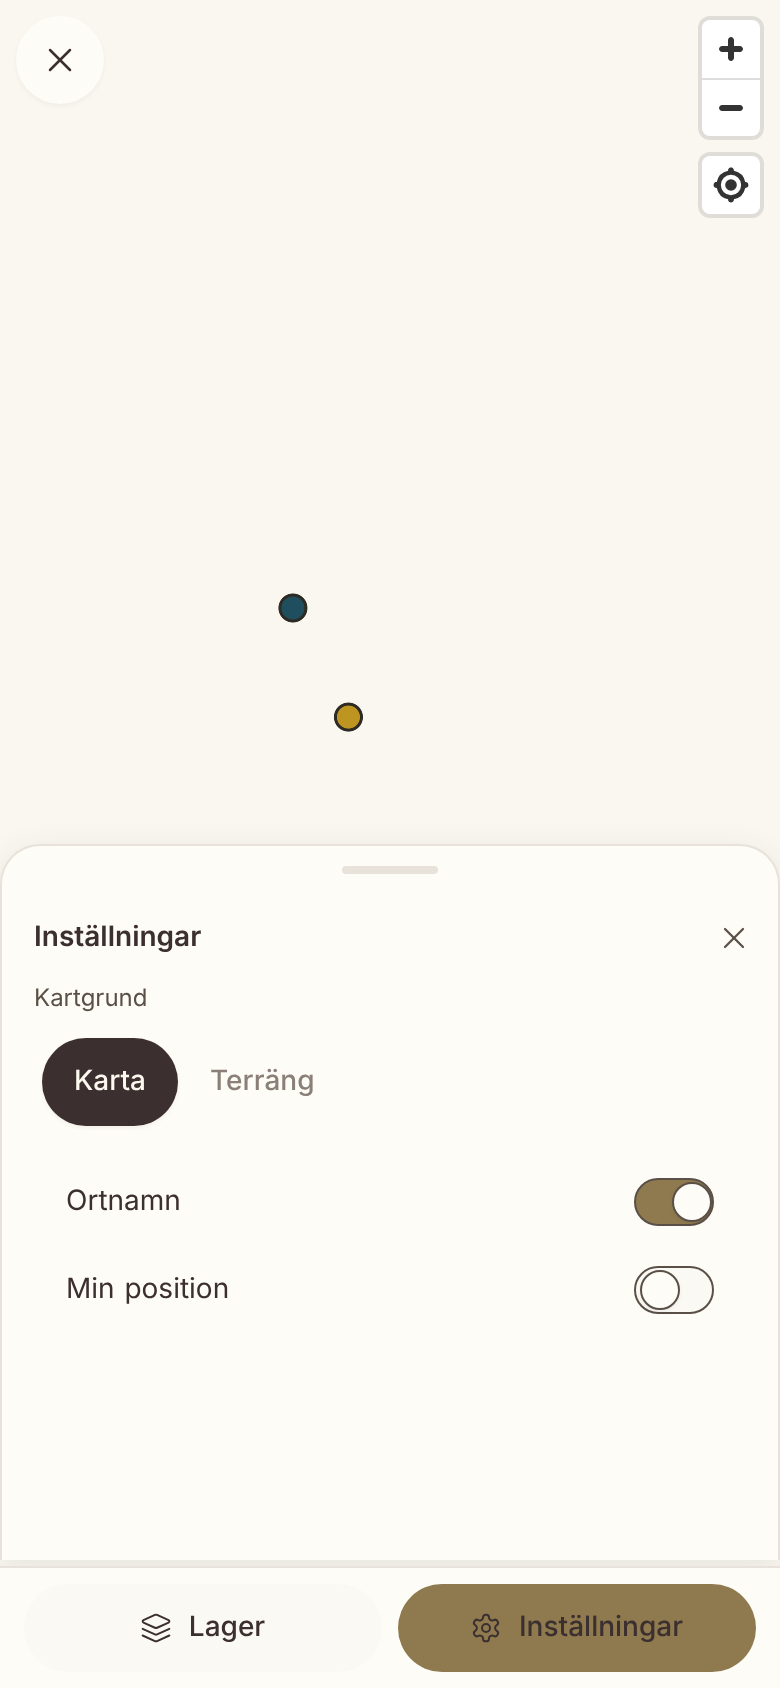 Inställningar
Kartgrund
Karta
Terräng
Ortnamn
Min position
Lager
Inställningar